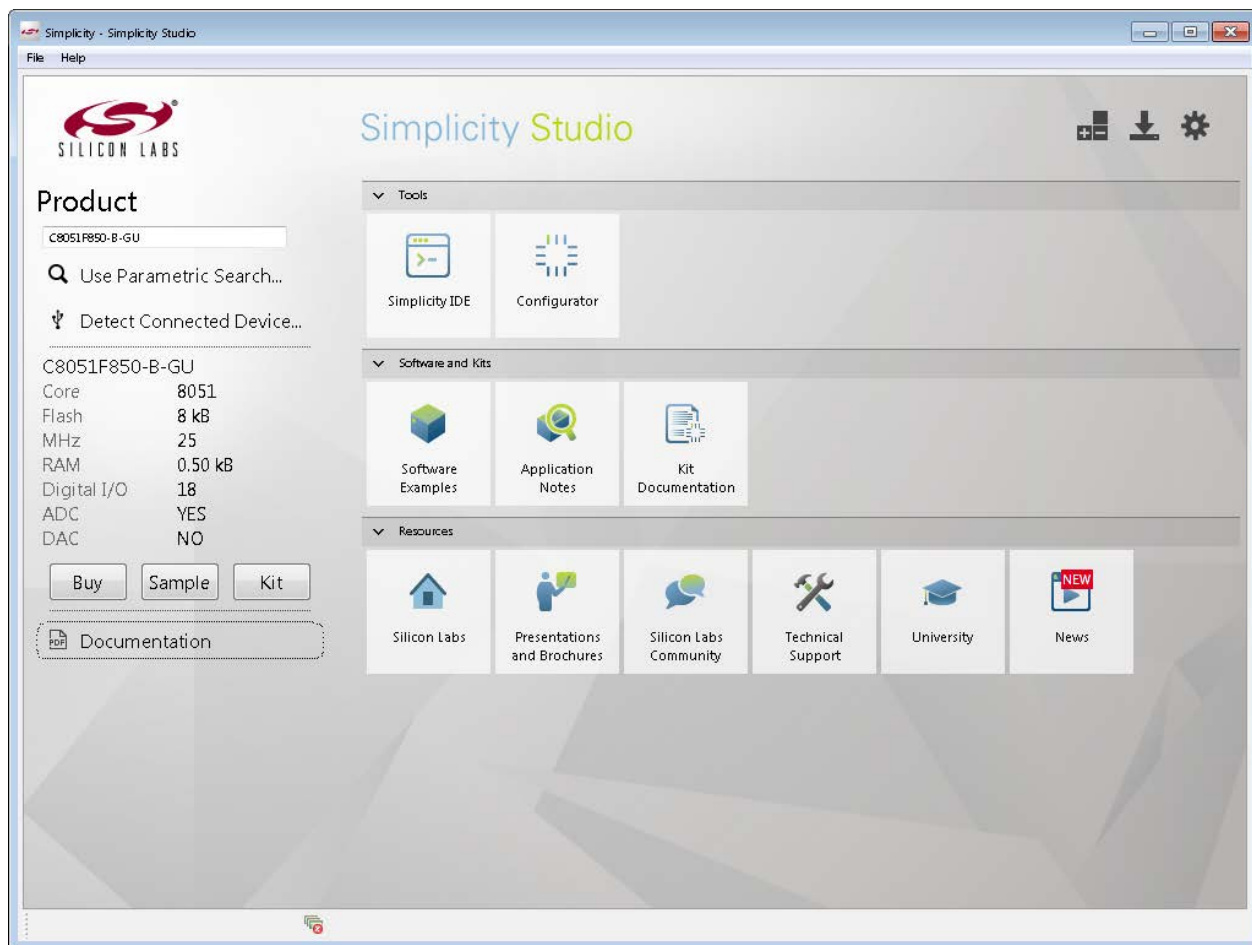 Simplicity - Simplicity Studio
File Help
SILICON LABS
Simplicity Studio
Product
C8051F850-B-GU
Use Parametric Search...
Detect Connected Device...
C8051F850-B-GU
Core 8051
Flash 8 kB
MHz 25
RAM 0.50 kB
Digital I/O 18
ADC YES
DAC NO
Buy Sample Kit
PDF Documentation
Tools
Simplicity IDE
Configurator
Software and Kits
Software
Examples
Application
Notes
Kit
Documentation
Resources
Silicon Labs
Presentations
and Brochures
Silicon Labs
Community
Technical
Support
University
NEW
News